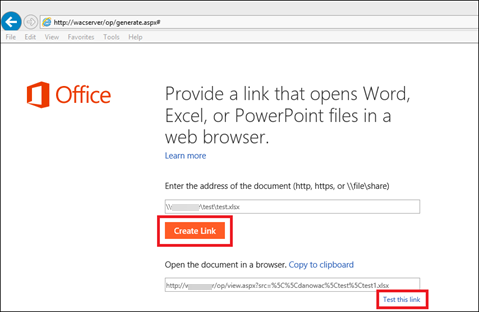 http://wacserver/op/generate.aspx#
File Edit View Favorites Tools Help
Office
Provide a link that opens Word,
Excel, or PowerPoint files in a
web browser.
Learn more
Enter the address of the document (http, https, or \\file\share)
\test\test.xlsx
Create Link
Open the document in a browser. Copy to clipboard
/op/view.aspx?src=%5C%5Cdanowac%5Ctest%5Ctest1.xlsx
Test this link